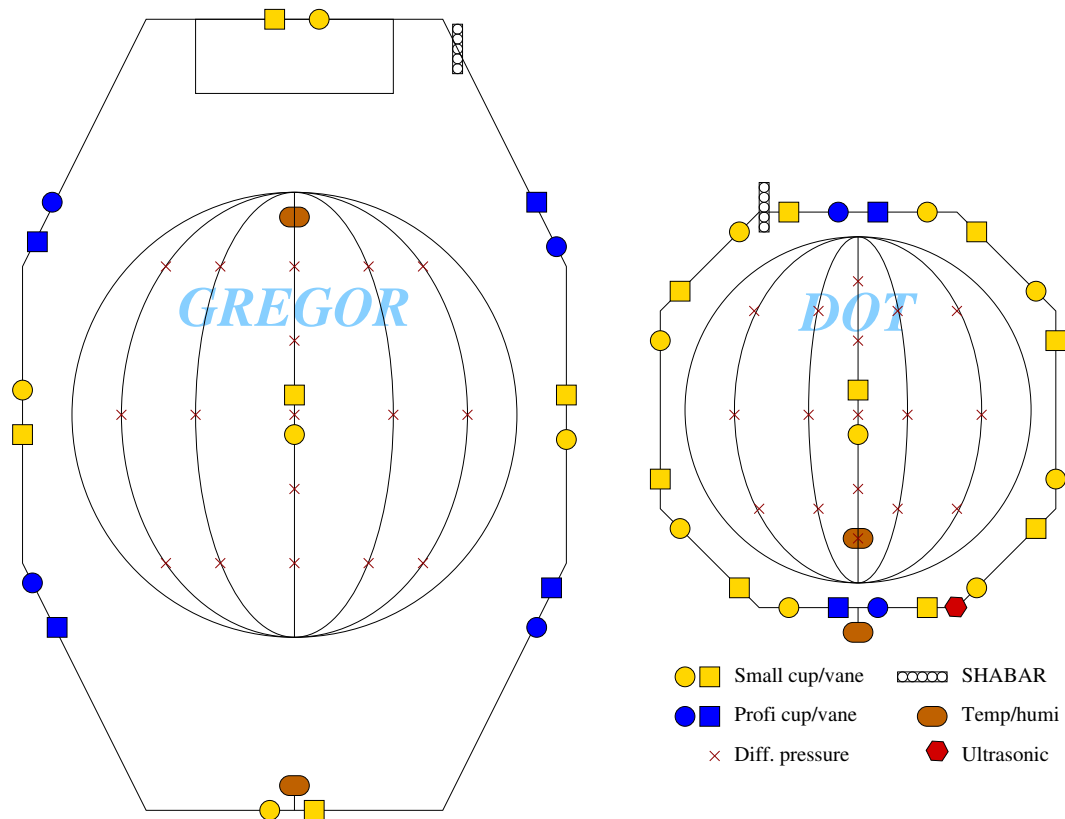 GREGOR
DOT
Small cup/vane
SHABAR
Profi cup/vane
Temp/humi
Diff. pressure
Ultrasonic